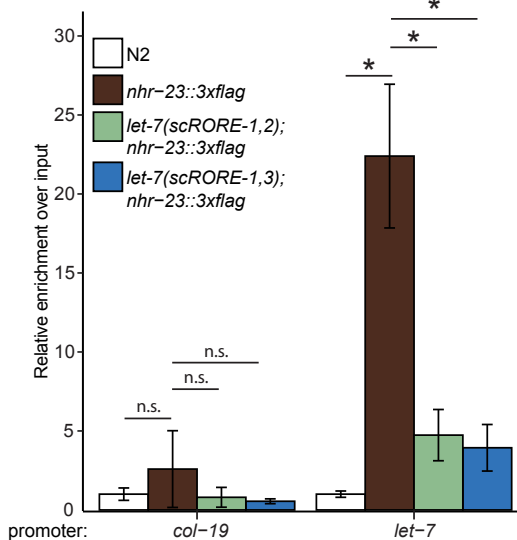 *
*
*
30
25
20
15
10
5
0
Relative enrichment over input
N2
nhr−23::3xflag
let-7(scRORE-1,2);
nhr−23::3xflag
let-7(scRORE-1,3);
nhr−23::3xflag
n.s.
n.s.
n.s.
promoter:
col−19
let−7